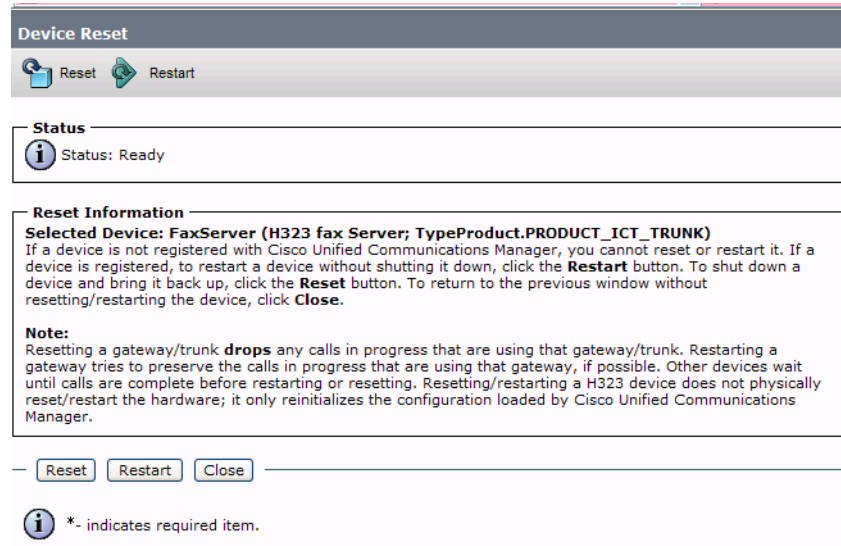 Device Reset
Reset Restart
Status
Status: Ready
Reset Information
Selected Device: FaxServer (H323 fax Server; TypeProduct.PRODUCT_ICT_TRUNK)
If a device is not registered with Cisco Unified Communications Manager, you cannot reset or restart it. If a
device is registered, to restart a device without shutting it down, click the Restart button. To shut down a
device and bring it back up, click the Reset button. To return to the previous window without
resetting/restarting the device, click Close.
Note:
Resetting a gateway/trunk drops any calls in progress that are using that gateway/trunk. Restarting a
gateway tries to preserve the calls in progress that are using that gateway, if possible. Other devices wait
until calls are complete before restarting or resetting. Resetting/restarting a H323 device does not physically
reset/restart the hardware; it only reinitializes the configuration loaded by Cisco Unified Communications
Manager.
Reset Restart Close
*- indicates required item.